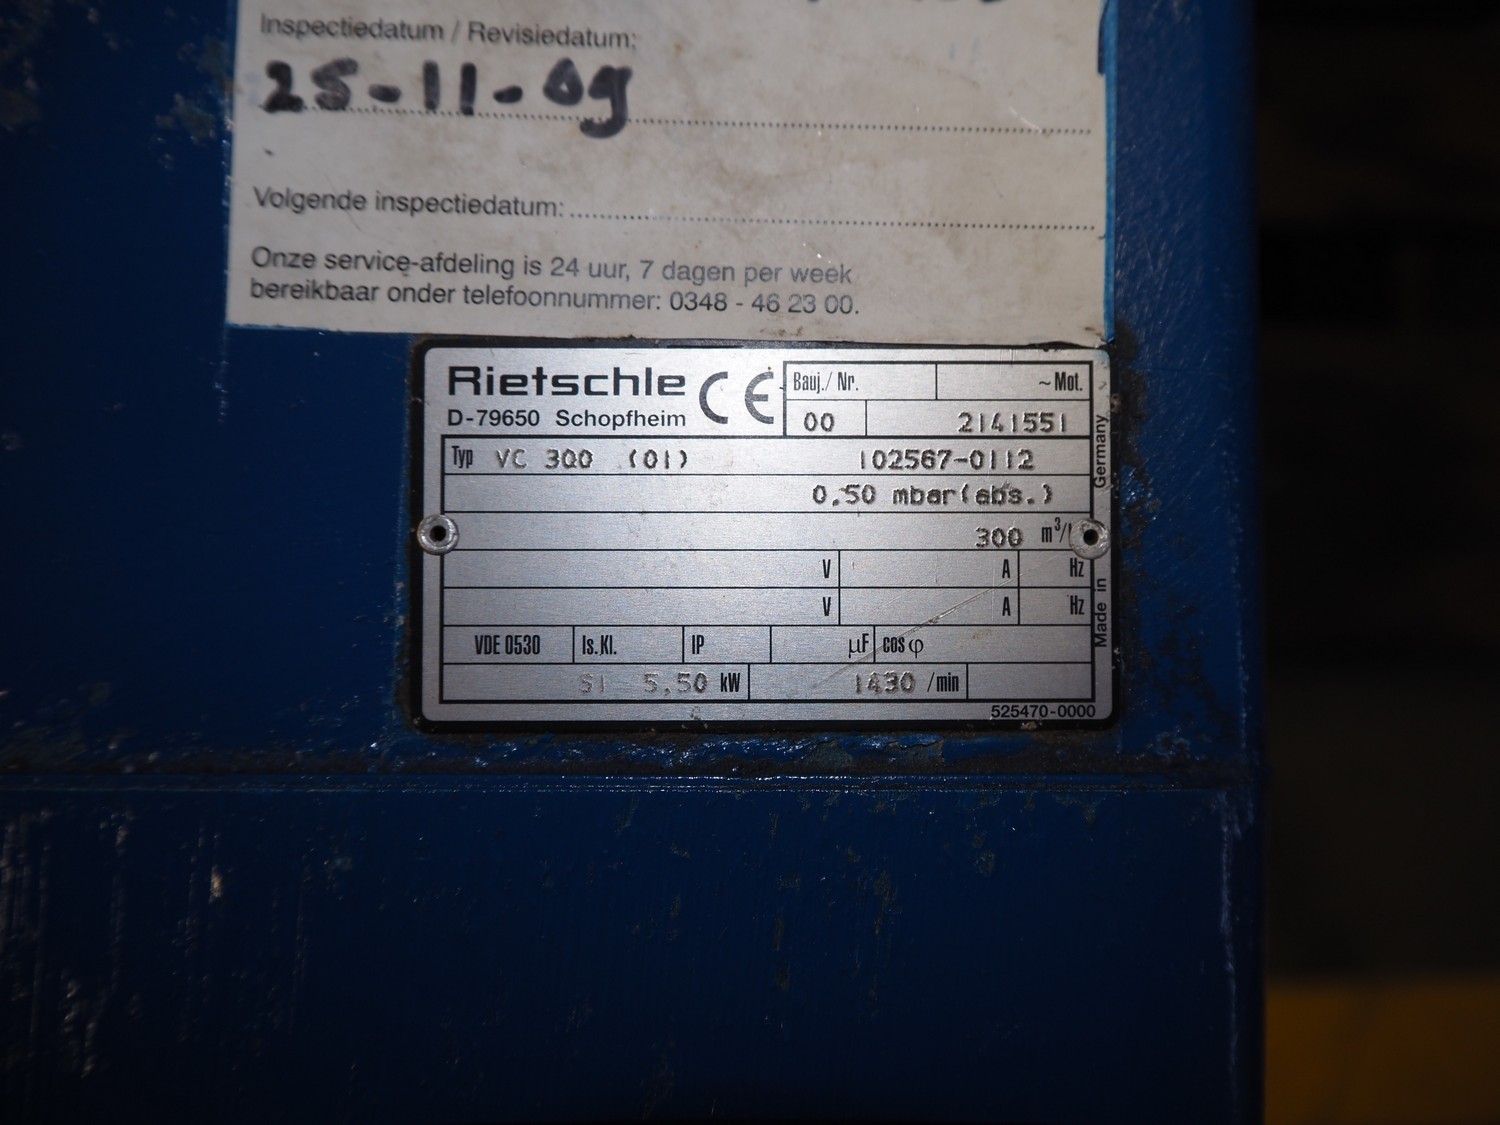 Inspectiedatum / Revisiedatum:
25-11-09
Volgende inspectiedatum:
Onze service-afdeling is 24 uur, 7 dagen per week
bereikbaar onder telefoonnummer: 0348 - 46 23 00.
Rietschle CE
D-79650 Schopfheim
Bauj./ Nr. ~Mot.
00 2141551
Typ VC 300 (01) 102567-0112
0,50 mbar(abs.)
300 m³/
V A Hz
V A Hz
VDE 0530 Is.Kl. IP µF cos φ
S1 5,50 kW 1430 /min
525470-0000
Made in Germany